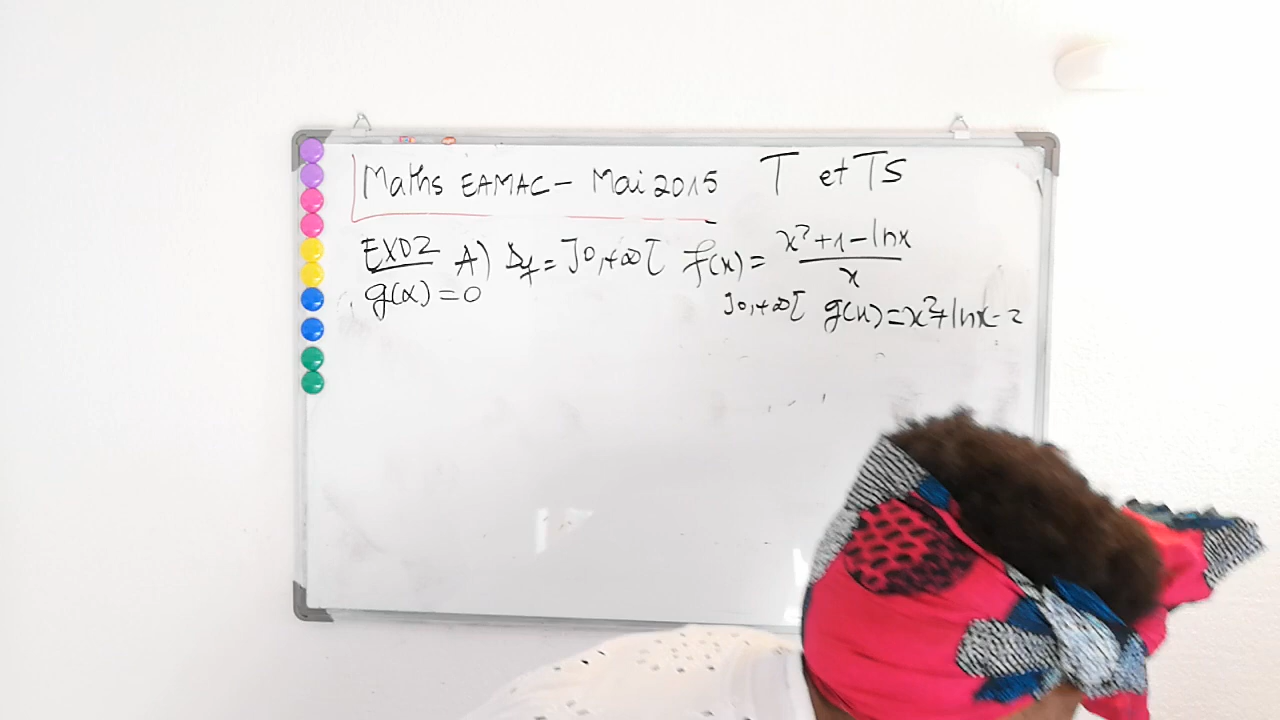 Maths EAMAC - Mai 2015 T et TS
EXO2 A) Df = ]0,+∞[ f(x) = (x²+1-lnx)/x
g(α) = 0 ]0,+∞[ g(x) = x²+lnx-2